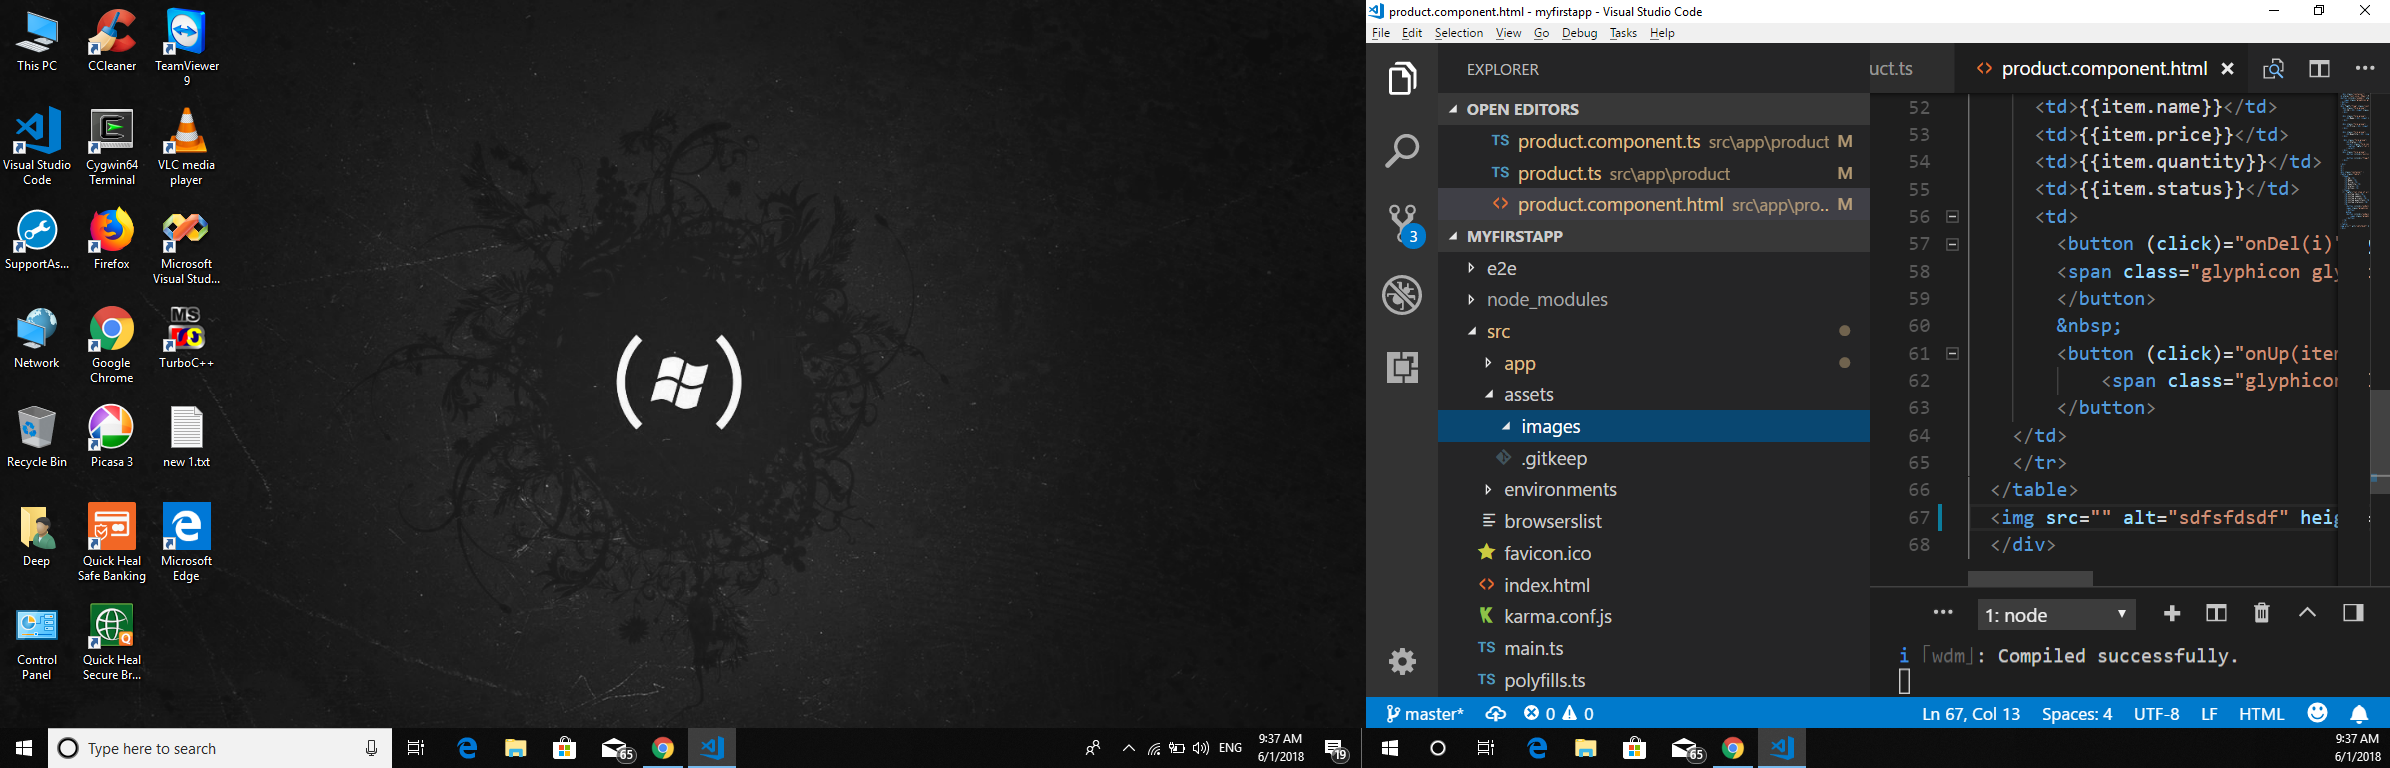 This PC
CCleaner
TeamViewer
9
Visual Studio
Code
Cygwin64
Terminal
VLC media
player
SupportAs...
Firefox
Microsoft
Visual Stud...
Network
Google
Chrome
MS
TurboC++
Recycle Bin
Picasa 3
new 1.txt
Deep
Quick Heal
Safe Banking
Microsoft
Edge
Control
Panel
Quick Heal
Secure Br...
Type here to search
65
ENG
9:37 AM
6/1/2018
19
product.component.html - myfirstapp - Visual Studio Code
File Edit Selection View Go Debug Tasks Help
EXPLORER
OPEN EDITORS
TS product.component.ts src\app\product M
TS product.ts src\app\product M
<> product.component.html src\app\pro.. M
3
MYFIRSTAPP
e2e
node_modules
src
app
assets
images
.gitkeep
environments
browserslist
favicon.ico
<> index.html
K karma.conf.js
TS main.ts
TS polyfills.ts
uct.ts
<> product.component.html
52 <td>{{item.name}}</td>
53 <td>{{item.price}}</td>
54 <td>{{item.quantity}}</td>
55 <td>{{item.status}}</td>
56 <td>
57 <button (click)="onDel(i)"
58 <span class="glyphicon gly
59 </button>
60 &nbsp;
61 <button (click)="onUp(iter
62 <span class="glyphicon
63 </button>
64 </td>
65 </tr>
66 </table>
67 <img src="" alt="sdfsfdsdf" heig
68 </div>
1: node
i ｢wdm｣: Compiled successfully.
master* 0 0
Ln 67, Col 13 Spaces: 4 UTF-8 LF HTML
65
9:37 AM
6/1/2018